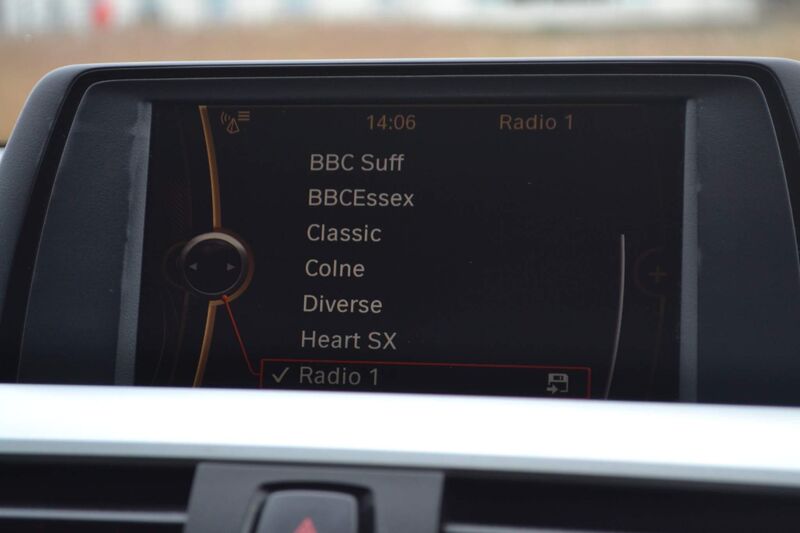 14:06 Radio 1
BBC Suff
BBCEssex
Classic
Colne
Diverse
Heart SX
Radio 1